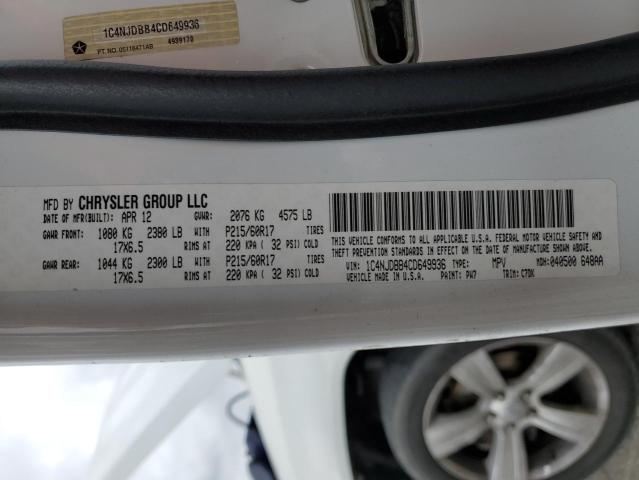 1C4NJDBB4CD649936
4939170
PT. NO. 05116471AB
MFD BY CHRYSLER GROUP LLC
DATE OF MFR(BUILT): APR 12 GVWR: 2076 KG 4575 LB
GAWR FRONT: 1080 KG 2380 LB WITH P215/60R17 TIRES
17X6.5 RIMS AT 220 KPA ( 32 PSI) COLD
GAWR REAR: 1044 KG 2300 LB WITH P215/60R17 TIRES
17X6.5 RIMS AT 220 KPA ( 32 PSI) COLD
THIS VEHICLE CONFORMS TO ALL APPLICABLE U.S.A. FEDERAL MOTOR VEHICLE SAFETY AND
THEFT PREVENTION STANDARDS IN EFFECT ON THE DATE OF MANUFACTURE SHOWN ABOVE.
VIN: 1C4NJDBB4CD649936 TYPE: MPV MDH: 040500 648AA
VEHICLE MADE IN U.S.A. PAINT: PW7 TRIM: C7DK